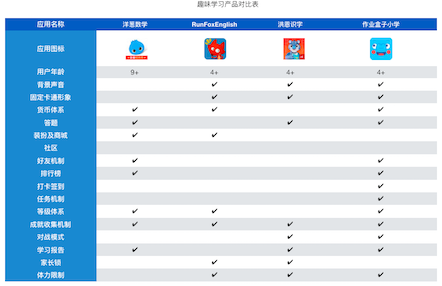 趣味学习产品对比表
应用名称 洋葱数学 RunFoxEnglish 洪恩识字 作业盒子小学
应用图标
用户年龄 9+ 4+ 4+ 4+
背景声音 ✔ ✔ ✔
固定卡通形象 ✔ ✔ ✔
货币体系 ✔ ✔ ✔
答题 ✔ ✔ ✔
装扮及商城 ✔ ✔
社区
好友机制 ✔ ✔
排行榜 ✔ ✔
打卡签到 ✔
任务机制 ✔
等级体系 ✔ ✔ ✔
成就收集机制 ✔ ✔ ✔ ✔
对战模式 ✔ ✔
学习报告 ✔ ✔ ✔
家长锁 ✔ ✔
体力限制 ✔ ✔ ✔